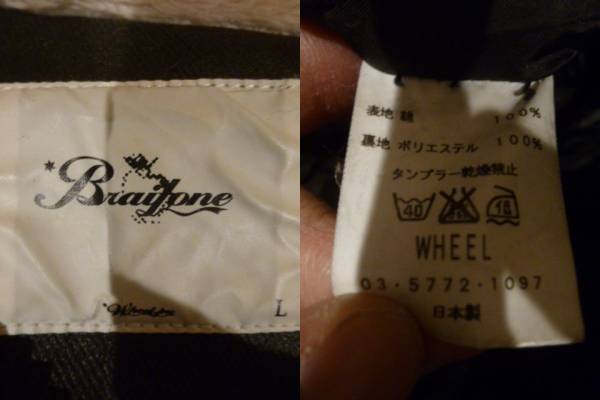 Braitone
L
表地 綿 100%
裏地 ポリエステル 100%
タンブラー乾燥禁止
40
WHEEL
03・5772・1097
日本製